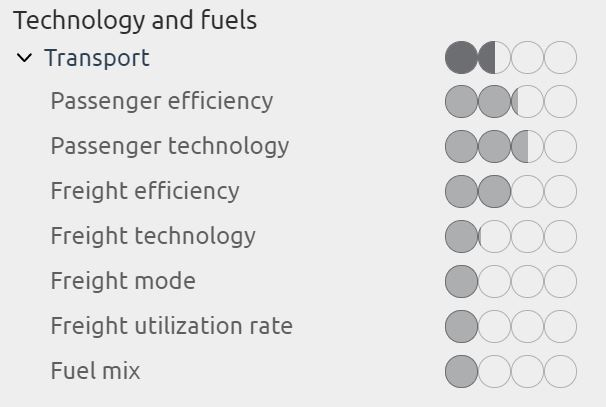 Technology and fuels
Transport
Passenger efficiency
Passenger technology
Freight efficiency
Freight technology
Freight mode
Freight utilization rate
Fuel mix